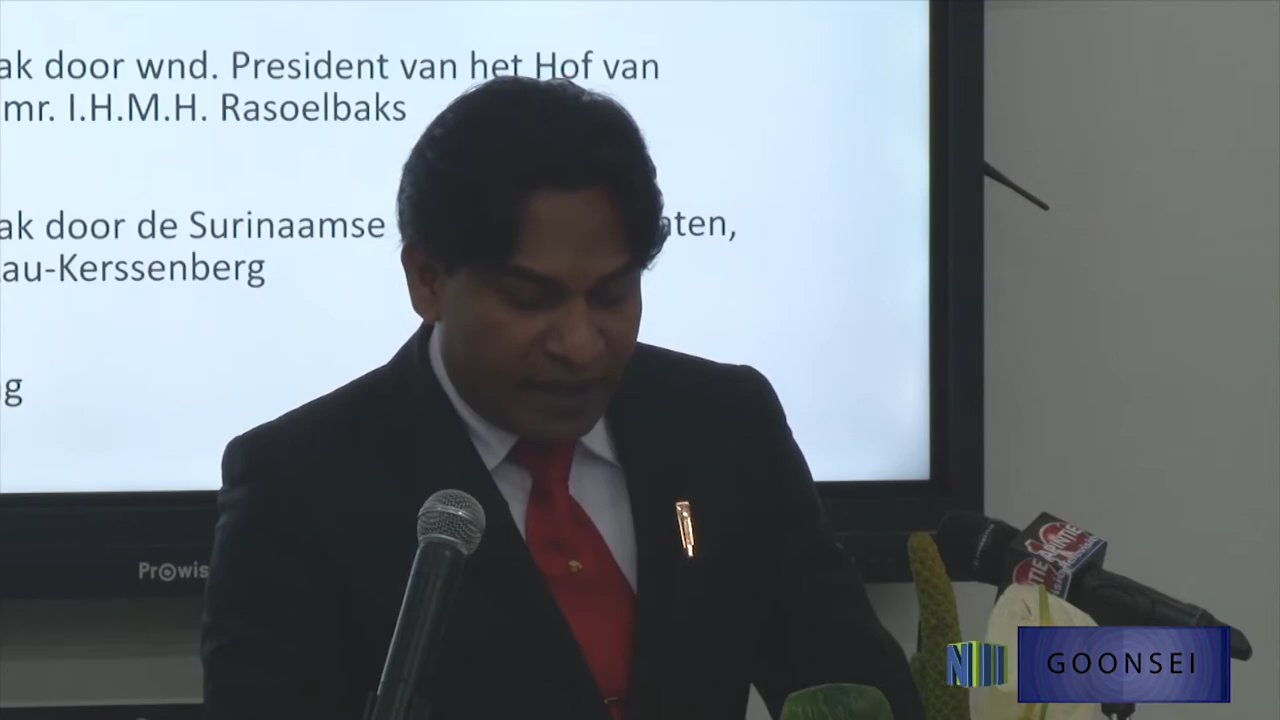 ak door wnd. President van het Hof van
mr. I.H.M.H. Rasoelbaks
ak door de Surinaamse aten,
au-Kerssenberg
g
Prowis
APINTIE
GOONSEI